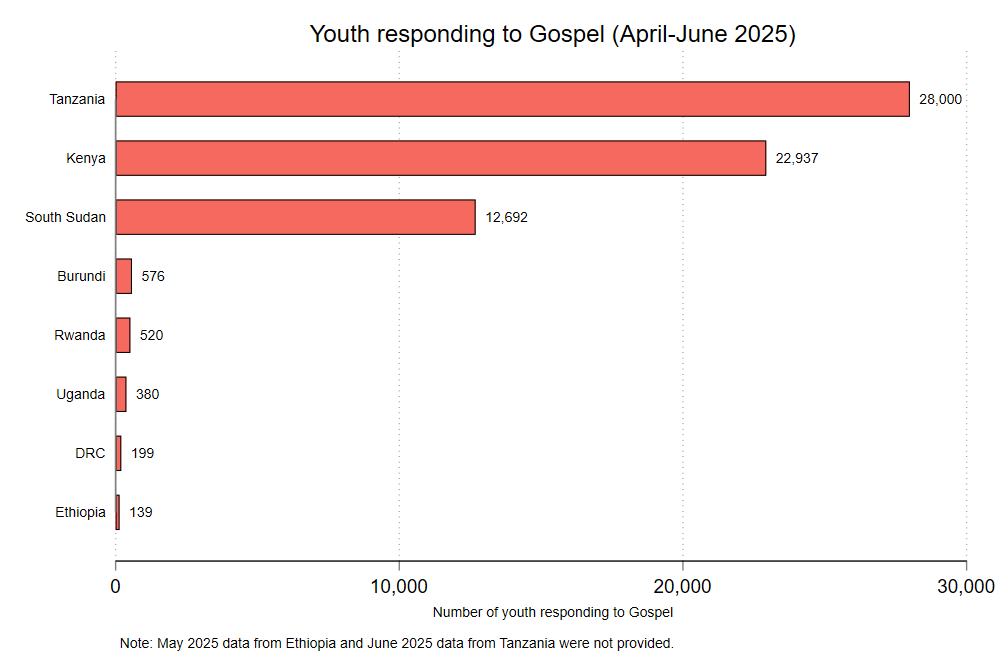 Youth responding to Gospel (April-June 2025)
Tanzania 28,000
Kenya 22,937
South Sudan 12,692
Burundi 576
Rwanda 520
Uganda 380
DRC 199
Ethiopia 139
0 10,000 20,000 30,000
Number of youth responding to Gospel
Note: May 2025 data from Ethiopia and June 2025 data from Tanzania were not provided.